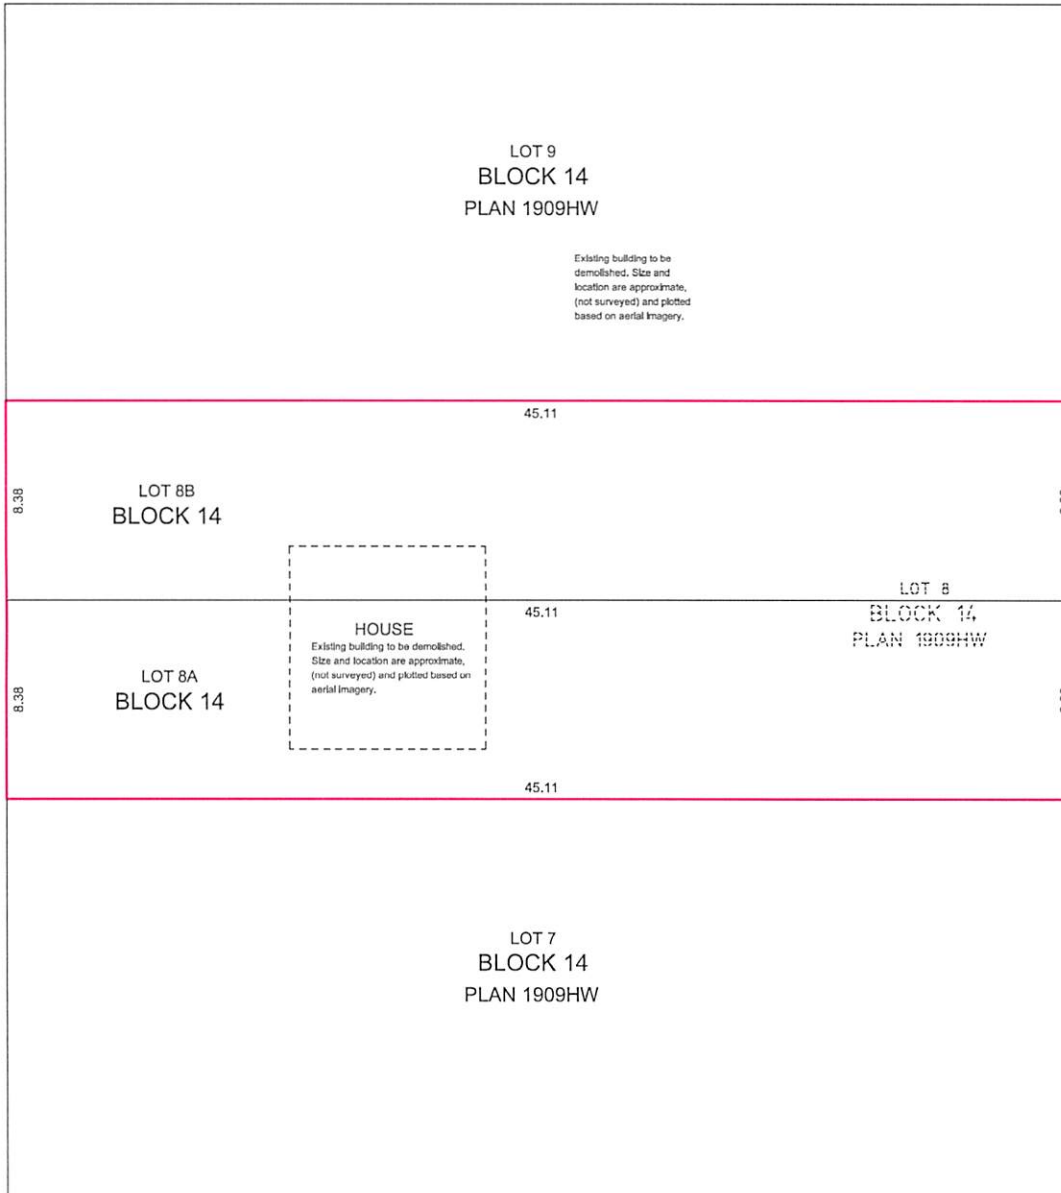 LOT 9
BLOCK 14
PLAN 1909HW
Existing building to be
demolished. Size and
location are approximate,
(not surveyed) and plotted
based on aerial imagery.
45.11
8.38
LOT 8B
BLOCK 14
45.11
LOT 8
BLOCK 14
PLAN 1909HW
HOUSE
Existing building to be demolished.
Size and location are approximate,
(not surveyed) and plotted based on
aerial imagery.
8.38
LOT 8A
BLOCK 14
45.11
LOT 7
BLOCK 14
PLAN 1909HW